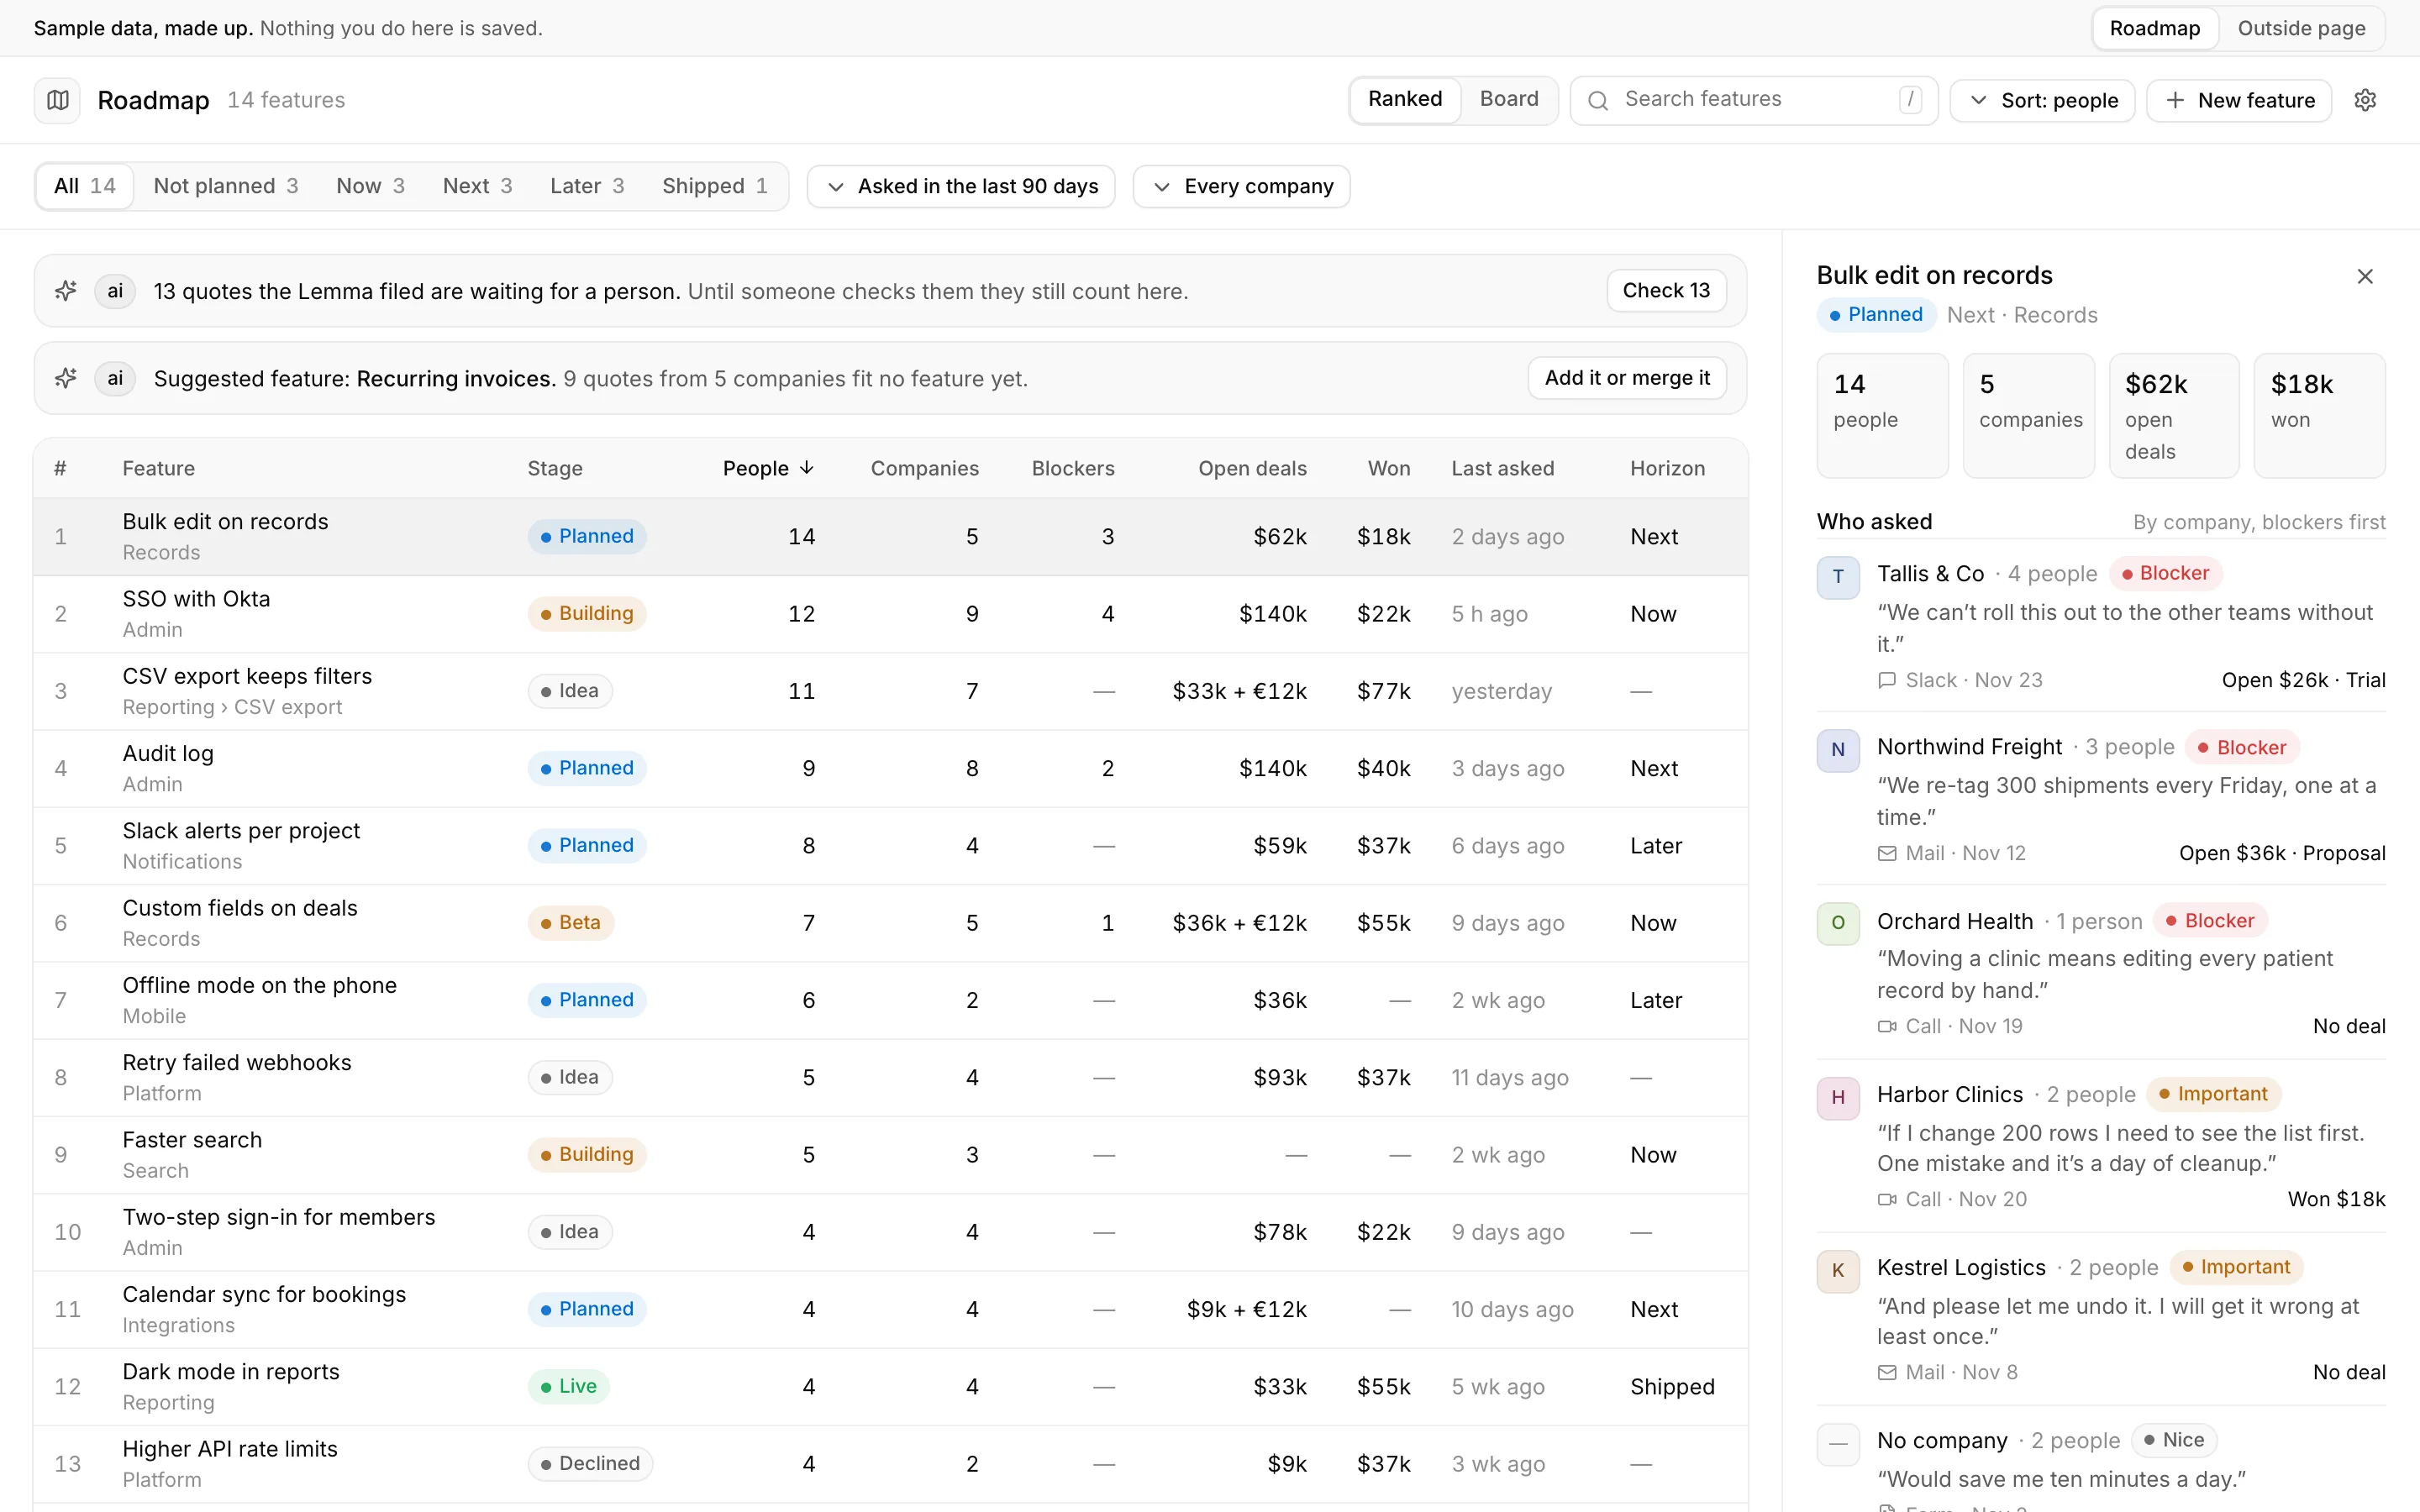 Sample data, made up. Nothing you do here is saved.
Roadmap Outside page
Roadmap 14 features
Ranked Board Search features / Sort: people New feature
All 14 Not planned 3 Now 3 Next 3 Later 3 Shipped 1 Asked in the last 90 days Every company
ai 13 quotes the Lemma filed are waiting for a person. Until someone checks them they still count here. Check 13
ai Suggested feature: Recurring invoices. 9 quotes from 5 companies fit no feature yet. Add it or merge it
# Feature Stage People ↓ Companies Blockers Open deals Won Last asked Horizon
1 Bulk edit on records Planned 14 5 3 $62k $18k 2 days ago Next
Records
2 SSO with Okta Building 12 9 4 $140k $22k 5 h ago Now
Admin
3 CSV export keeps filters Idea 11 7 — $33k + €12k $77k yesterday —
Reporting › CSV export
4 Audit log Planned 9 8 2 $140k $40k 3 days ago Next
Admin
5 Slack alerts per project Planned 8 4 — $59k $37k 6 days ago Later
Notifications
6 Custom fields on deals Beta 7 5 1 $36k + €12k $55k 9 days ago Now
Records
7 Offline mode on the phone Planned 6 2 — $36k — 2 wk ago Later
Mobile
8 Retry failed webhooks Idea 5 4 — $93k $37k 11 days ago —
Platform
9 Faster search Building 5 3 — — — 2 wk ago Now
Search
10 Two-step sign-in for members Idea 4 4 — $78k $22k 9 days ago —
Admin
11 Calendar sync for bookings Planned 4 4 — $9k + €12k — 10 days ago Next
Integrations
12 Dark mode in reports Live 4 4 — $33k $55k 5 wk ago Shipped
Reporting
13 Higher API rate limits Declined 4 2 — $9k $37k 3 wk ago —
Platform
Bulk edit on records
Planned Next · Records
14 5 $62k $18k
people companies open won
deals
Who asked By company, blockers first
T Tallis & Co · 4 people Blocker
“We can’t roll this out to the other teams without
it.”
Slack · Nov 23 Open $26k · Trial
N Northwind Freight · 3 people Blocker
“We re-tag 300 shipments every Friday, one at a
time.”
Mail · Nov 12 Open $36k · Proposal
O Orchard Health · 1 person Blocker
“Moving a clinic means editing every patient
record by hand.”
Call · Nov 19 No deal
H Harbor Clinics · 2 people Important
“If I change 200 rows I need to see the list first.
One mistake and it’s a day of cleanup.”
Call · Nov 20 Won $18k
K Kestrel Logistics · 2 people Important
“And please let me undo it. I will get it wrong at
least once.”
Mail · Nov 8 No deal
— No company · 2 people Nice
“Would save me ten minutes a day.”